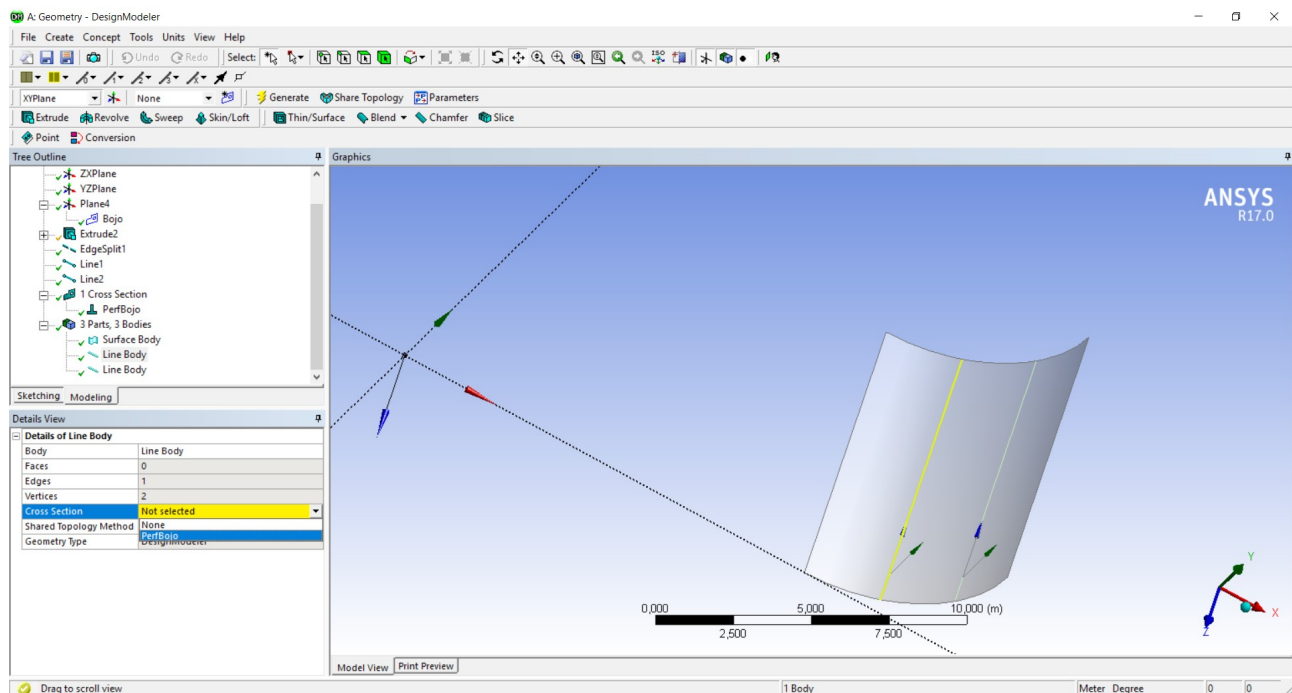 A: Geometry - DesignModeler
File Create Concept Tools Units View Help
Undo Redo Select:
ISO
XYPlane None Generate Share Topology Parameters
Extrude Revolve Sweep Skin/Loft Thin/Surface Blend Chamfer Slice
Point Conversion
Tree Outline
ZXPlane
YZPlane
Plane4
Bojo
Extrude2
EdgeSplit1
Line1
Line2
1 Cross Section
PerfBojo
3 Parts, 3 Bodies
Surface Body
Line Body
Line Body
Sketching Modeling
Details View
Details of Line Body
Body Line Body
Faces 0
Edges 1
Vertices 2
Cross Section Not selected
Shared Topology Method None
PerfBojo
Geometry Type DesignModeler
Graphics
ANSYS
R17.0
0,000 5,000 10,000 (m)
2,500 7,500
Y
X
Z
Model View Print Preview
Drag to scroll view 1 Body Meter Degree 0 0